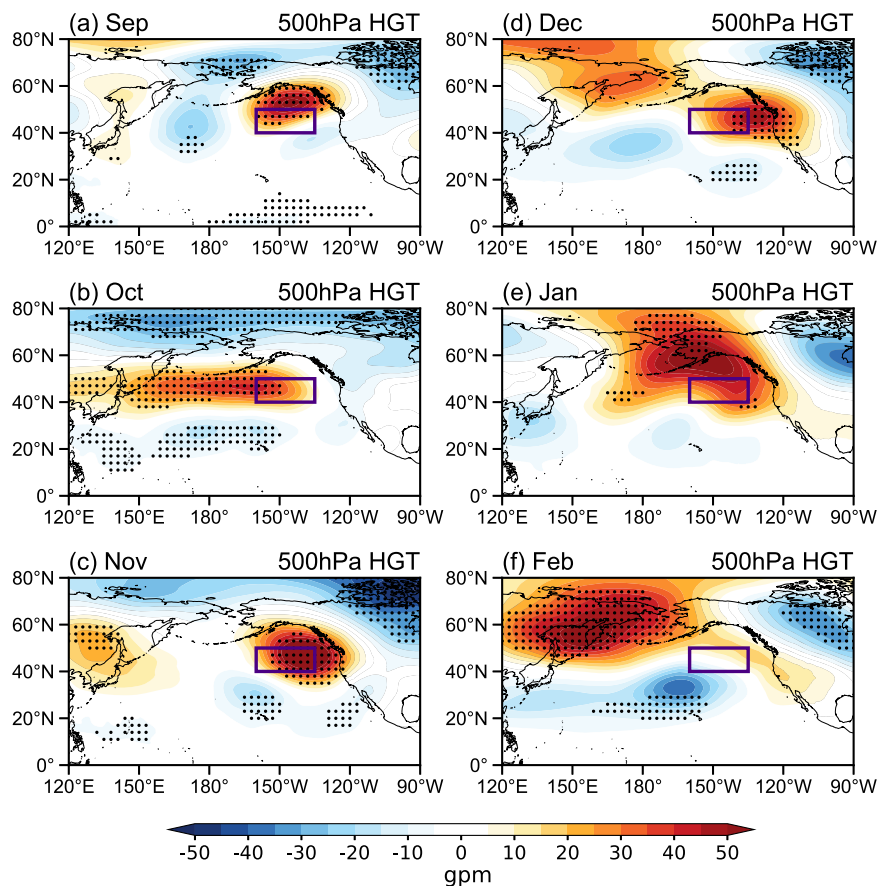 (a) Sep 500hPa HGT
80°N
60°N
40°N
20°N
0°
120°E 150°E 180° 150°W 120°W 90°W
(d) Dec 500hPa HGT
80°N
60°N
40°N
20°N
0°
120°E 150°E 180° 150°W 120°W 90°W
(b) Oct 500hPa HGT
80°N
60°N
40°N
20°N
0°
120°E 150°E 180° 150°W 120°W 90°W
(e) Jan 500hPa HGT
80°N
60°N
40°N
20°N
0°
120°E 150°E 180° 150°W 120°W 90°W
(c) Nov 500hPa HGT
80°N
60°N
40°N
20°N
0°
120°E 150°E 180° 150°W 120°W 90°W
(f) Feb 500hPa HGT
80°N
60°N
40°N
20°N
0°
120°E 150°E 180° 150°W 120°W 90°W
-50 -40 -30 -20 -10 0 10 20 30 40 50
gpm